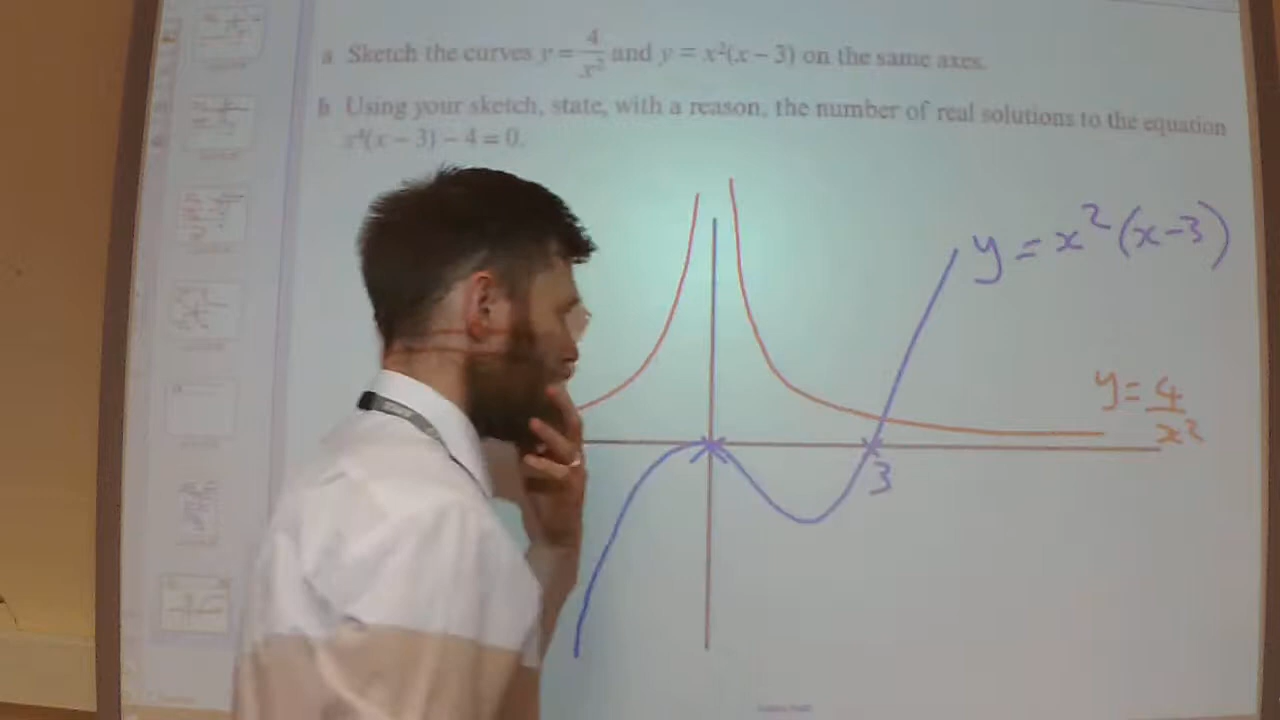 a Sketch the curves y = 4/x² and y = x²(x − 3) on the same axes.
b Using your sketch, state, with a reason, the number of real solutions to the equation
x⁴(x − 3) − 4 = 0.
y = x²(x-3)
y = 4/x²
3